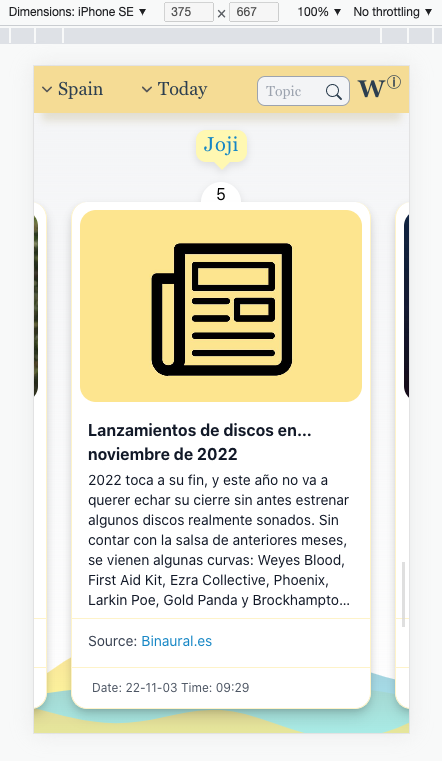 Dimensions: iPhone SE ▼ 375 × 667 100% ▼ No throttling ▼
Spain Today Topic W ⓘ
Joji
5
Lanzamientos de discos en...
noviembre de 2022
2022 toca a su fin, y este año no va a
querer echar su cierre sin antes estrenar
algunos discos realmente sonados. Sin
contar con la salsa de anteriores meses,
se vienen algunas curvas: Weyes Blood,
First Aid Kit, Ezra Collective, Phoenix,
Larkin Poe, Gold Panda y Brockhampto...
Source: Binaural.es
Date: 22-11-03 Time: 09:29